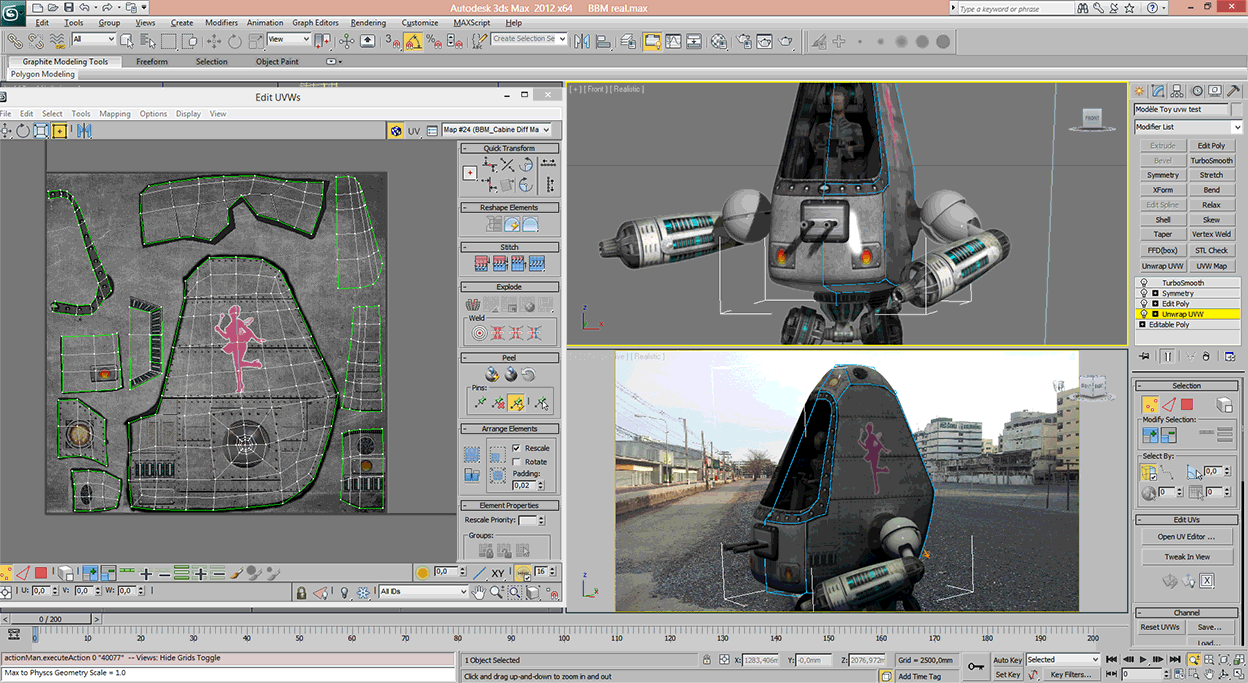 Autodesk 3ds Max 2012 x64 BBM real.max
Type a keyword or phrase
Edit Tools Group Views Create Modifiers Animation Graph Editors Rendering Customize MAXScript Help
All View Create Selection Se
Graphite Modeling Tools Freeform Selection Object Paint
Polygon Modeling
Edit UVWs
File Edit Select Tools Mapping Options Display View
UV Map #24 (BBM_Cabine Diff Ma
Quick Transform
Reshape Elements
Stitch
Explode
Weld
Peel
Pins:
Arrange Elements
Rescale
Rotate
Padding:
0,02
Element Properties
Rescale Priority:
Groups:
0,0 XY 16
U: 0,0 V: 0,0 W: 0,0 All IDs
[ + ] [ Front ] [ Realistic ]
FRONT
[ Realistic ]
Modèle Toy uvw test
Modifier List
Extrude Edit Poly
Bevel TurboSmooth
Symmetry Stretch
XForm Bend
Edit Spline Relax
Shell Skew
Taper Vertex Weld
FFD(box) STL Check
Unwrap UVW UVW Map
TurboSmooth
Symmetry
Edit Poly
Unwrap UVW
Editable Poly
Selection
Modify Selection:
Select By:
0,0
0 0
Edit UVs
Open UV Editor ...
Tweak In View
Channel
Reset UVWs Save...
Load...
0 / 200
0 10 20 30 40 50 60 70 80 90 100 110 120 130 140 150 160 170 180 190 200
actionMan.executeAction 0 "40077" -- Views: Hide Grids Toggle
Max to Physcs Geometry Scale = 1.0
1 Object Selected X: 1283,406m Y: -0,0mm Z: 2076,972m Grid = 2500,0mm
Click and drag up-and-down to zoom in and out Add Time Tag
Auto Key Selected
Set Key Key Filters... 0